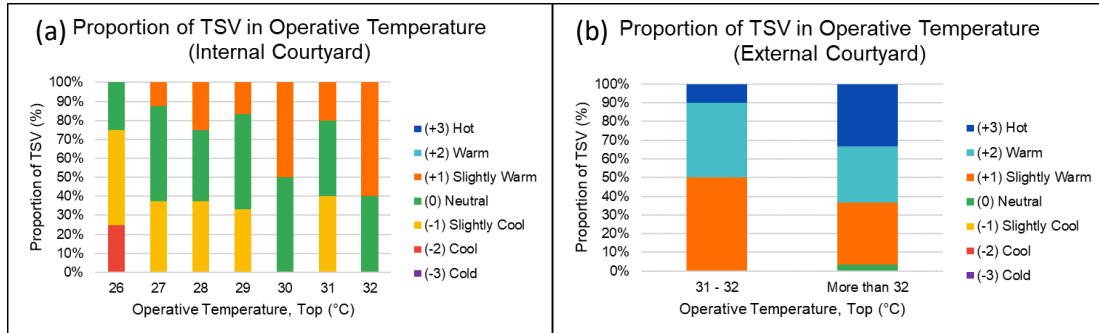 (a) Proportion of TSV in Operative Temperature
(Internal Courtyard)
Proportion of TSV (%)
100%
90%
80%
70%
60%
50%
40%
30%
20%
10%
0%
26 27 28 29 30 31 32
Operative Temperature, Top (°C)
(+3) Hot
(+2) Warm
(+1) Slightly Warm
(0) Neutral
(-1) Slightly Cool
(-2) Cool
(-3) Cold
(b) Proportion of TSV in Operative Temperature
(External Courtyard)
Proportion of TSV (%)
100%
90%
80%
70%
60%
50%
40%
30%
20%
10%
0%
31 - 32 More than 32
Operative Temperature, Top (°C)
(+3) Hot
(+2) Warm
(+1) Slightly Warm
(0) Neutral
(-1) Slightly Cool
(-2) Cool
(-3) Cold